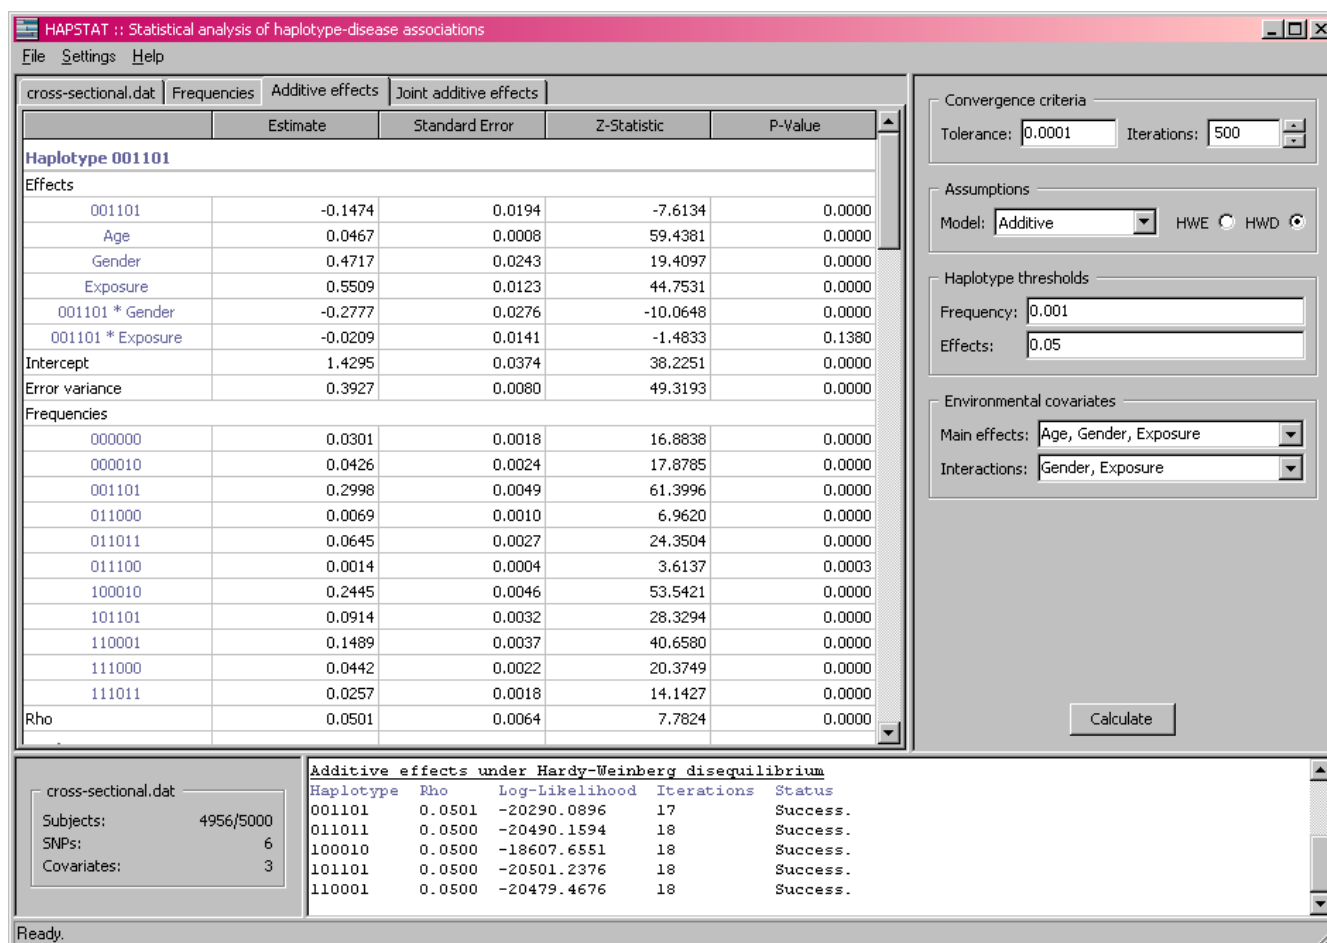 HAPSTAT :: Statistical analysis of haplotype-disease associations
File Settings Help
cross-sectional.dat Frequencies Additive effects Joint additive effects
Estimate Standard Error Z-Statistic P-Value
Haplotype 001101
Effects
001101 -0.1474 0.0194 -7.6134 0.0000
Age 0.0467 0.0008 59.4381 0.0000
Gender 0.4717 0.0243 19.4097 0.0000
Exposure 0.5509 0.0123 44.7531 0.0000
001101 * Gender -0.2777 0.0276 -10.0648 0.0000
001101 * Exposure -0.0209 0.0141 -1.4833 0.1380
Intercept 1.4295 0.0374 38.2251 0.0000
Error variance 0.3927 0.0080 49.3193 0.0000
Frequencies
000000 0.0301 0.0018 16.8838 0.0000
000010 0.0426 0.0024 17.8785 0.0000
001101 0.2998 0.0049 61.3996 0.0000
011000 0.0069 0.0010 6.9620 0.0000
011011 0.0645 0.0027 24.3504 0.0000
011100 0.0014 0.0004 3.6137 0.0003
100010 0.2445 0.0046 53.5421 0.0000
101101 0.0914 0.0032 28.3294 0.0000
110001 0.1489 0.0037 40.6580 0.0000
111000 0.0442 0.0022 20.3749 0.0000
111011 0.0257 0.0018 14.1427 0.0000
Rho 0.0501 0.0064 7.7824 0.0000
Convergence criteria
Tolerance: 0.0001 Iterations: 500
Assumptions
Model: Additive HWE HWD
Haplotype thresholds
Frequency: 0.001
Effects: 0.05
Environmental covariates
Main effects: Age, Gender, Exposure
Interactions: Gender, Exposure
Calculate
cross-sectional.dat
Subjects: 4956/5000
SNPs: 6
Covariates: 3
Additive effects under Hardy-Weinberg disequilibrium
Haplotype Rho Log-Likelihood Iterations Status
001101 0.0501 -20290.0896 17 Success.
011011 0.0500 -20490.1594 18 Success.
100010 0.0500 -18607.6551 18 Success.
101101 0.0500 -20501.2376 18 Success.
110001 0.0500 -20479.4676 18 Success.
Ready.